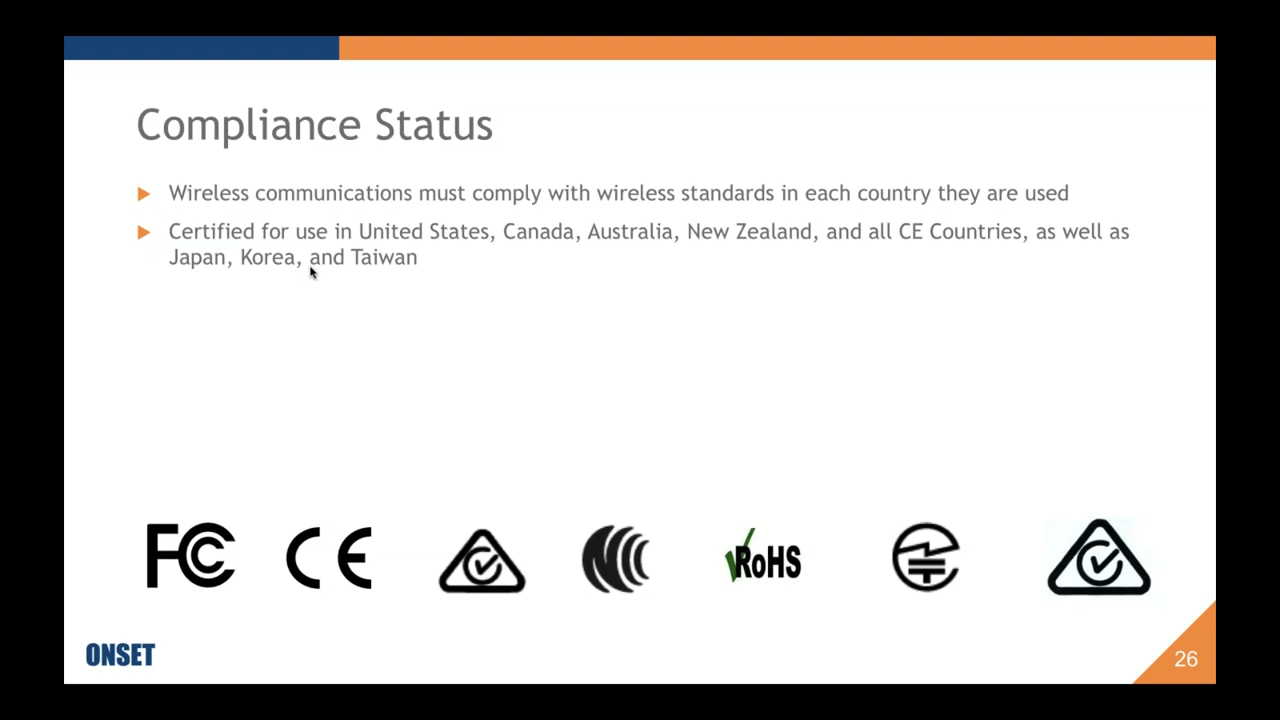 Compliance Status
Wireless communications must comply with wireless standards in each country they are used
Certified for use in United States, Canada, Australia, New Zealand, and all CE Countries, as well as
Japan, Korea, and Taiwan
FC CE RoHS
ONSET
26